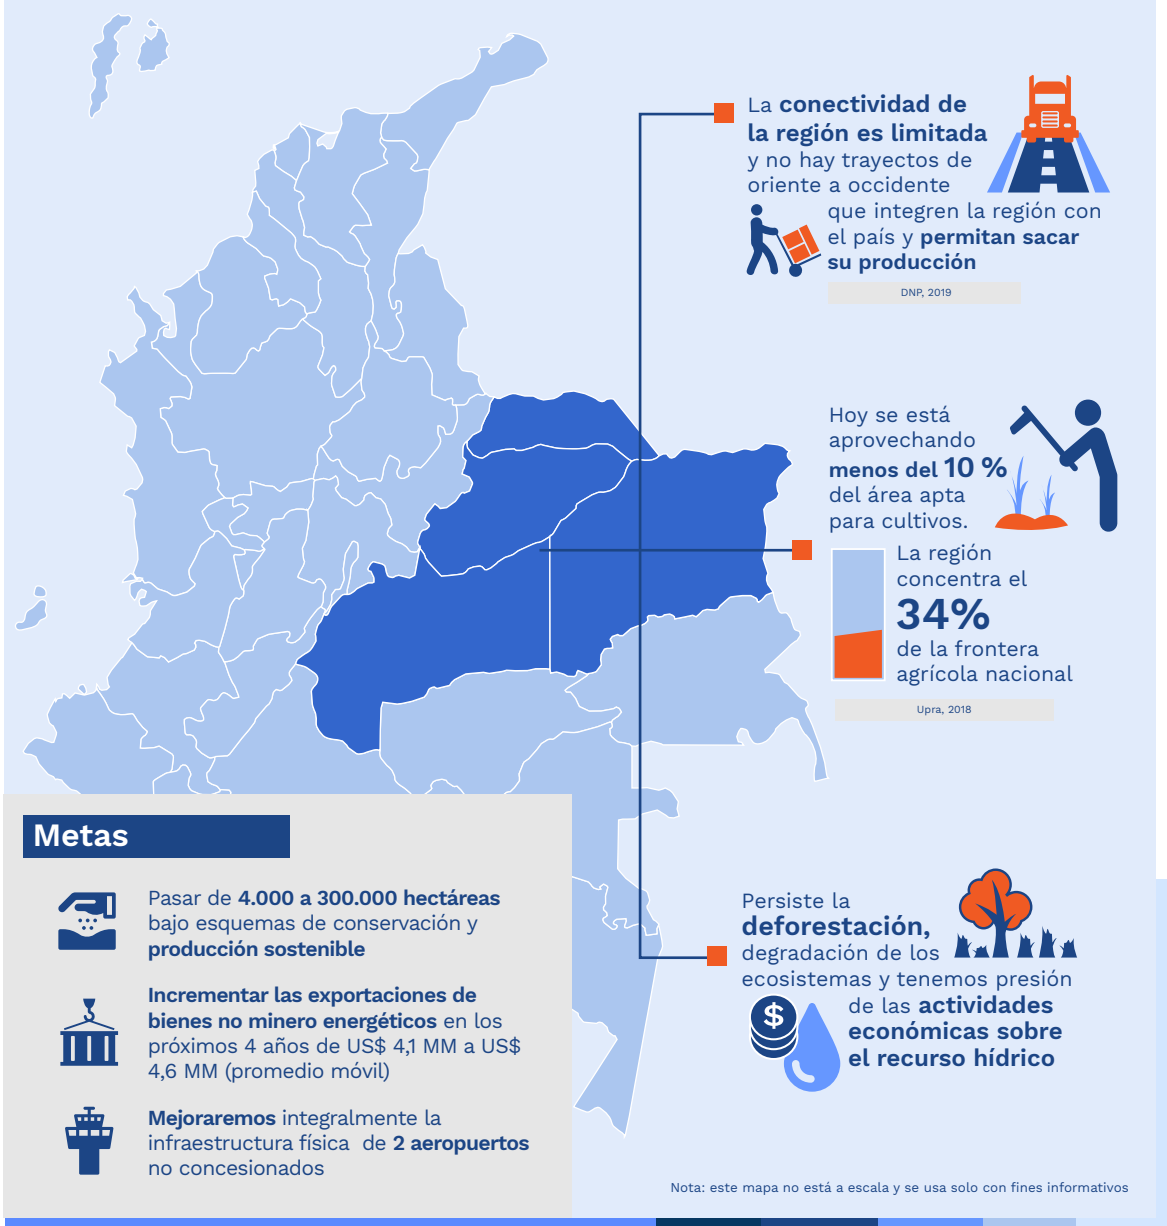 La conectividad de
la región es limitada
y no hay trayectos de
oriente a occidente
que integren la región con
el país y permitan sacar
su producción
DNP, 2019
Hoy se está
aprovechando
menos del 10 %
del área apta
para cultivos.
La región
concentra el
34%
de la frontera
agrícola nacional
Upra, 2018
Metas
Pasar de 4.000 a 300.000 hectáreas
bajo esquemas de conservación y
producción sostenible
Incrementar las exportaciones de
bienes no minero energéticos en los
próximos 4 años de US$ 4,1 MM a US$
4,6 MM (promedio móvil)
Mejoraremos integralmente la
infraestructura física de 2 aeropuertos
no concesionados
Persiste la
deforestación,
degradación de los
ecosistemas y tenemos presión
de las actividades
económicas sobre
el recurso hídrico
$
Nota: este mapa no está a escala y se usa solo con fines informativos